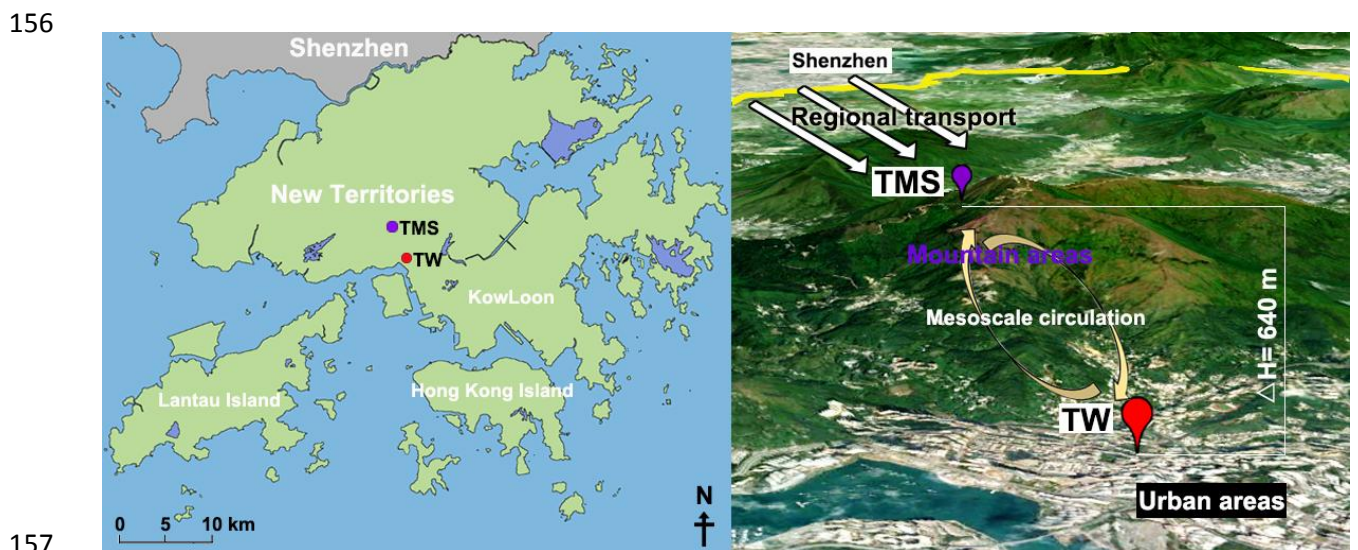 156
Shenzhen
New Territories
TMS
TW
KowLoon
Hong Kong Island
Lantau Island
0 5 10 km
N
Shenzhen
Regional transport
TMS
Mountain areas
Mesoscale circulation
△H= 640 m
TW
Urban areas
157